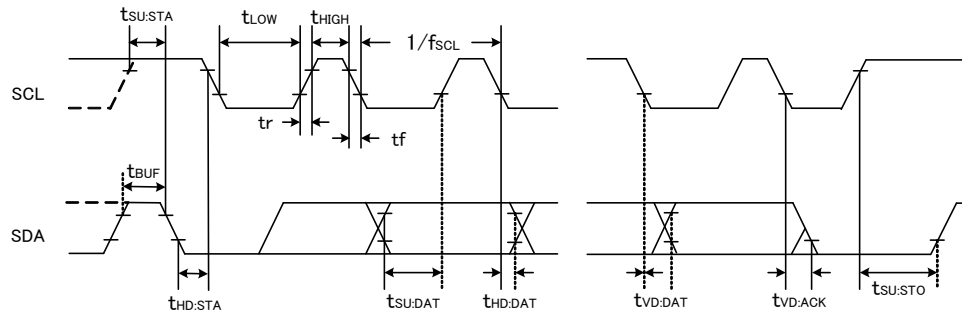 tSU:STA tLOW tHIGH 1/fSCL
SCL
tr tf
tBUF
SDA
tHD:STA tSU:DAT tHD:DAT tVD:DAT tVD:ACK tSU:STO